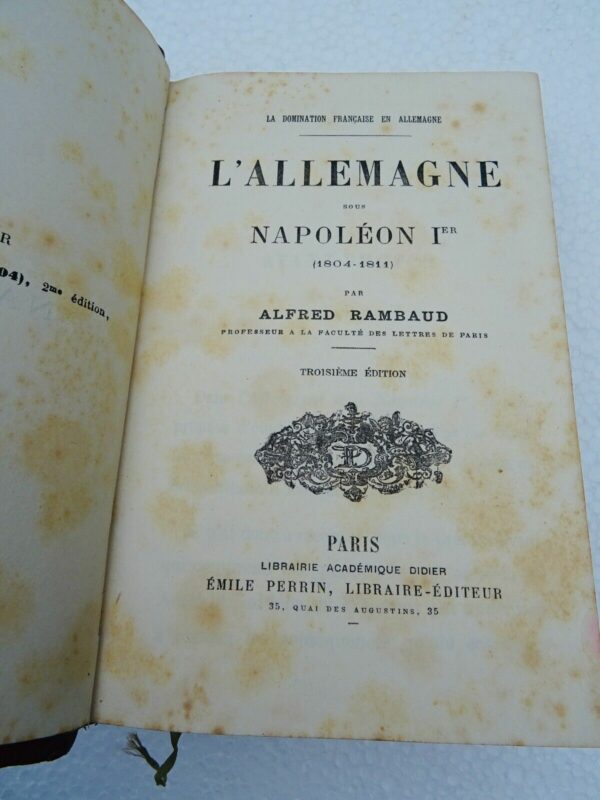 R
04), 2me édition,
LA DOMINATION FRANÇAISE EN ALLEMAGNE
L'ALLEMAGNE
SOUS
NAPOLÉON IER
(1804-1811)
PAR
ALFRED RAMBAUD
PROFESSEUR A LA FACULTÉ DES LETTRES DE PARIS
TROISIÈME ÉDITION
PARIS
LIBRAIRIE ACADÉMIQUE DIDIER
ÉMILE PERRIN, LIBRAIRE-ÉDITEUR
35, QUAI DES AUGUSTINS, 35